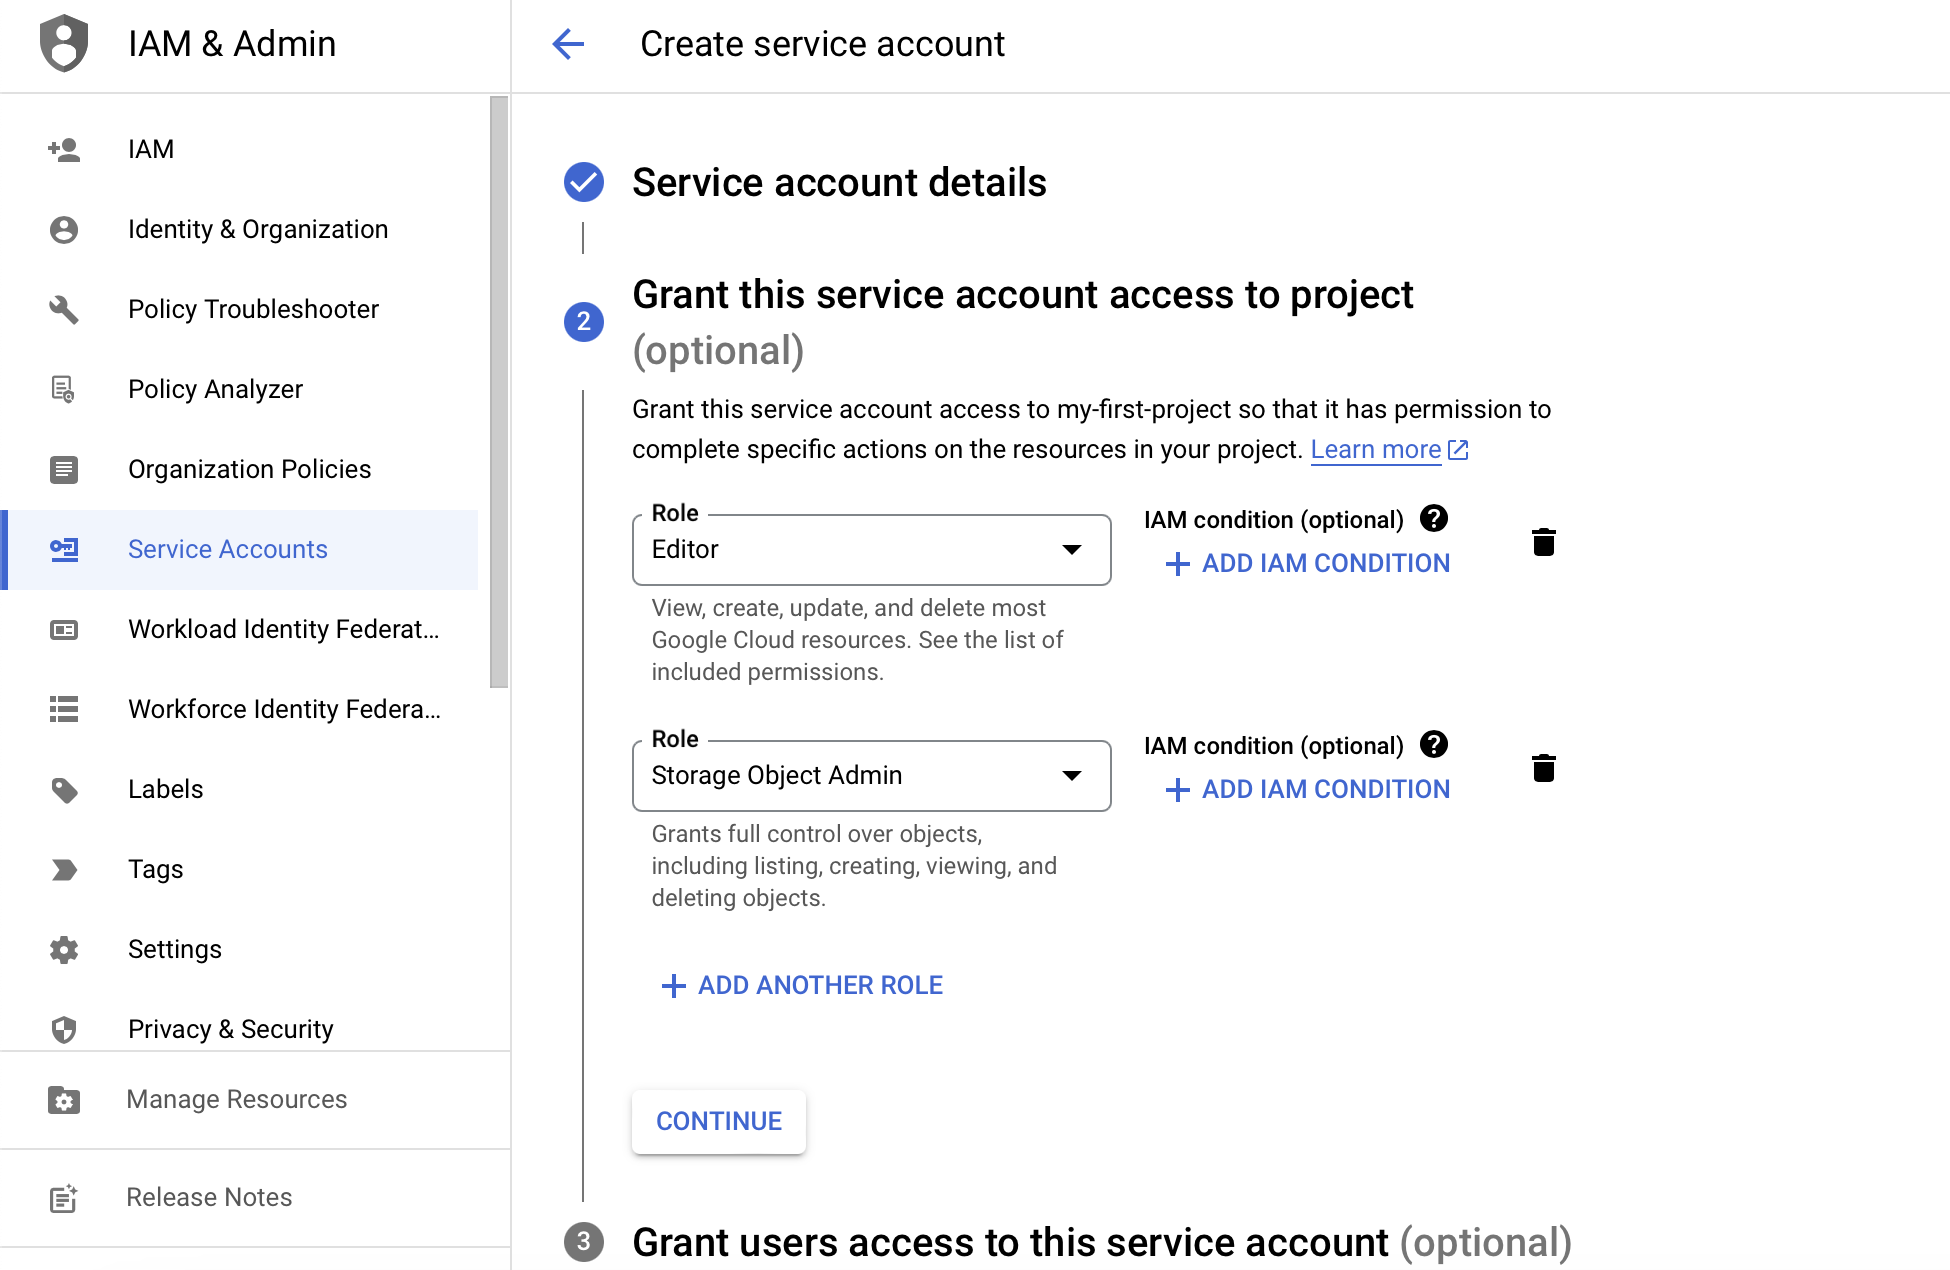 IAM & Admin
IAM
Identity & Organization
Policy Troubleshooter
Policy Analyzer
Organization Policies
Service Accounts
Workload Identity Federat...
Workforce Identity Federa...
Labels
Tags
Settings
Privacy & Security
Manage Resources
Release Notes
Create service account
Service account details
2
Grant this service account access to project
(optional)
Grant this service account access to my-first-project so that it has permission to
complete specific actions on the resources in your project. Learn more
Role
Editor
IAM condition (optional) ?
+ ADD IAM CONDITION
View, create, update, and delete most
Google Cloud resources. See the list of
included permissions.
Role
Storage Object Admin
IAM condition (optional) ?
+ ADD IAM CONDITION
Grants full control over objects,
including listing, creating, viewing, and
deleting objects.
+ ADD ANOTHER ROLE
CONTINUE
3
Grant users access to this service account (optional)